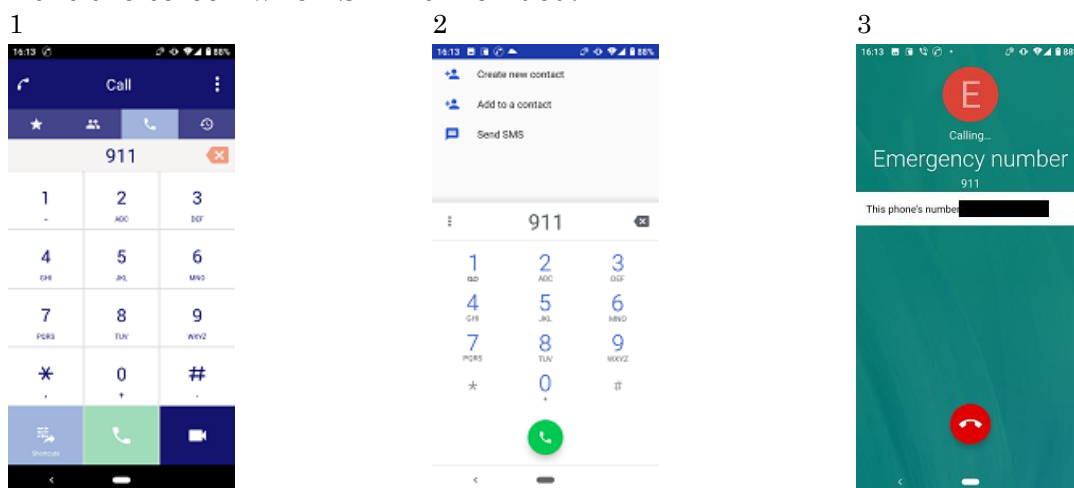 1
2
3
16:13
88%
Call
911
1
2
ABC
3
DEF
4
GHI
5
JKL
6
MNO
7
PQRS
8
TUV
9
WXYZ
*
0
+
#
Shortcuts
16:13
88%
Create new contact
Add to a contact
Send SMS
911
1
2
ABC
3
DEF
4
GHI
5
JKL
6
MNO
7
PQRS
8
TUV
9
WXYZ
*
0
+
#
16:13
E
Calling...
Emergency number
911
This phone's number